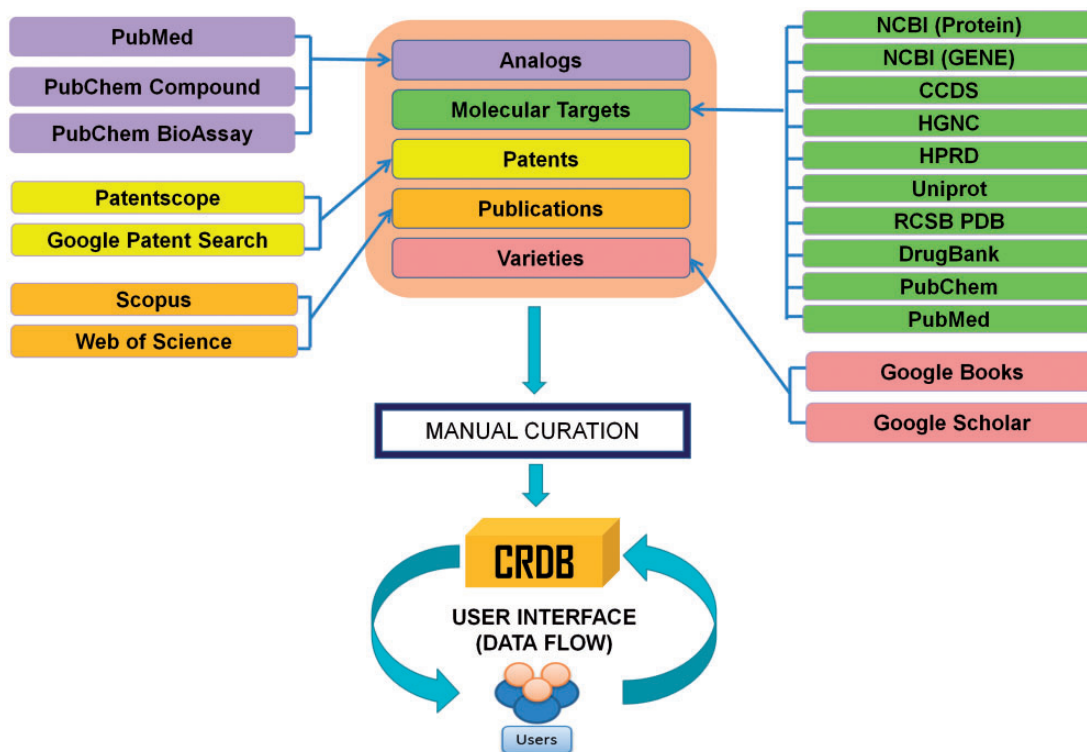 PubMed
PubChem Compound
PubChem BioAssay
Patentscope
Google Patent Search
Scopus
Web of Science
Analogs
Molecular Targets
Patents
Publications
Varieties
NCBI (Protein)
NCBI (GENE)
CCDS
HGNC
HPRD
Uniprot
RCSB PDB
DrugBank
PubChem
PubMed
Google Books
Google Scholar
MANUAL CURATION
CRDB
USER INTERFACE
(DATA FLOW)
Users